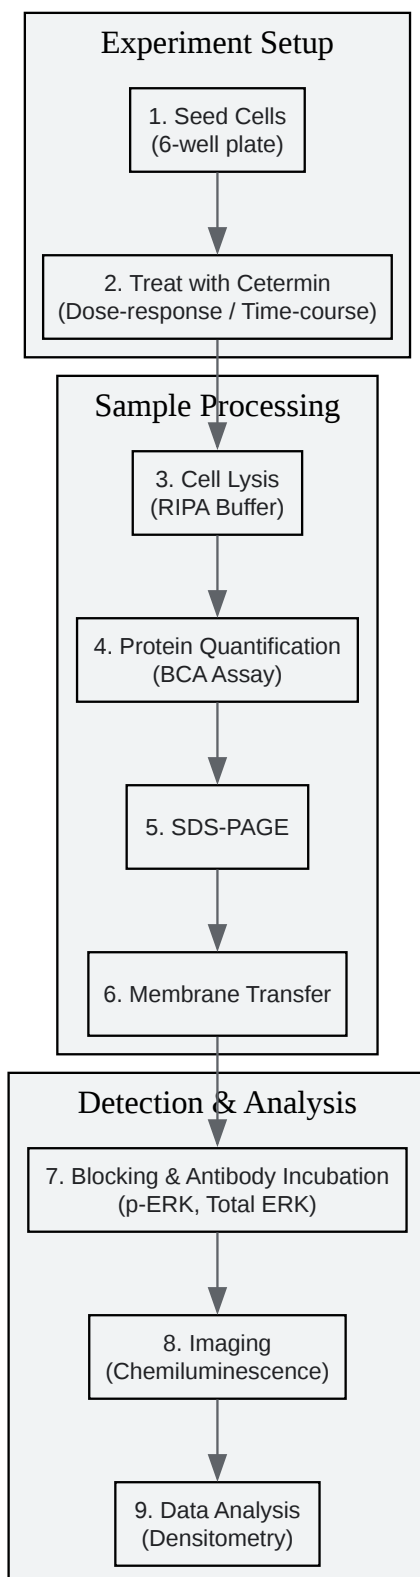 Experiment Setup
1. Seed Cells
(6-well plate)
2. Treat with Cetermin
(Dose-response / Time-course)
Sample Processing
3. Cell Lysis
(RIPA Buffer)
4. Protein Quantification
(BCA Assay)
5. SDS-PAGE
6. Membrane Transfer
Detection & Analysis
7. Blocking & Antibody Incubation
(p-ERK, Total ERK)
8. Imaging
(Chemiluminescence)
9. Data Analysis
(Densitometry)